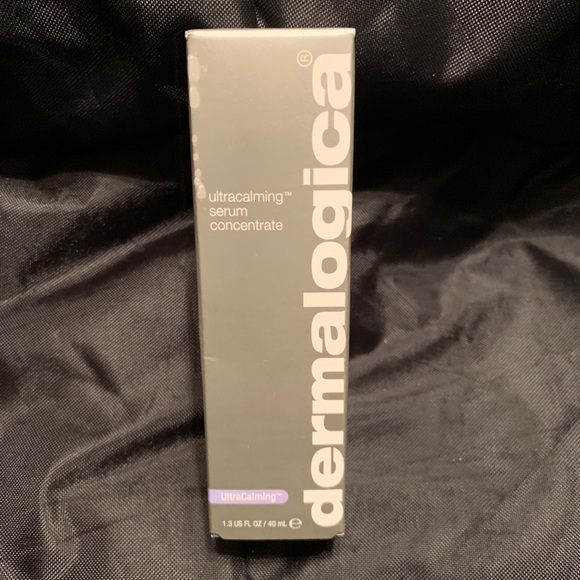 ultracalming™
serum
concentrate
dermalogica®
UltraCalming™
1.3 US FL OZ / 40 mL ℮